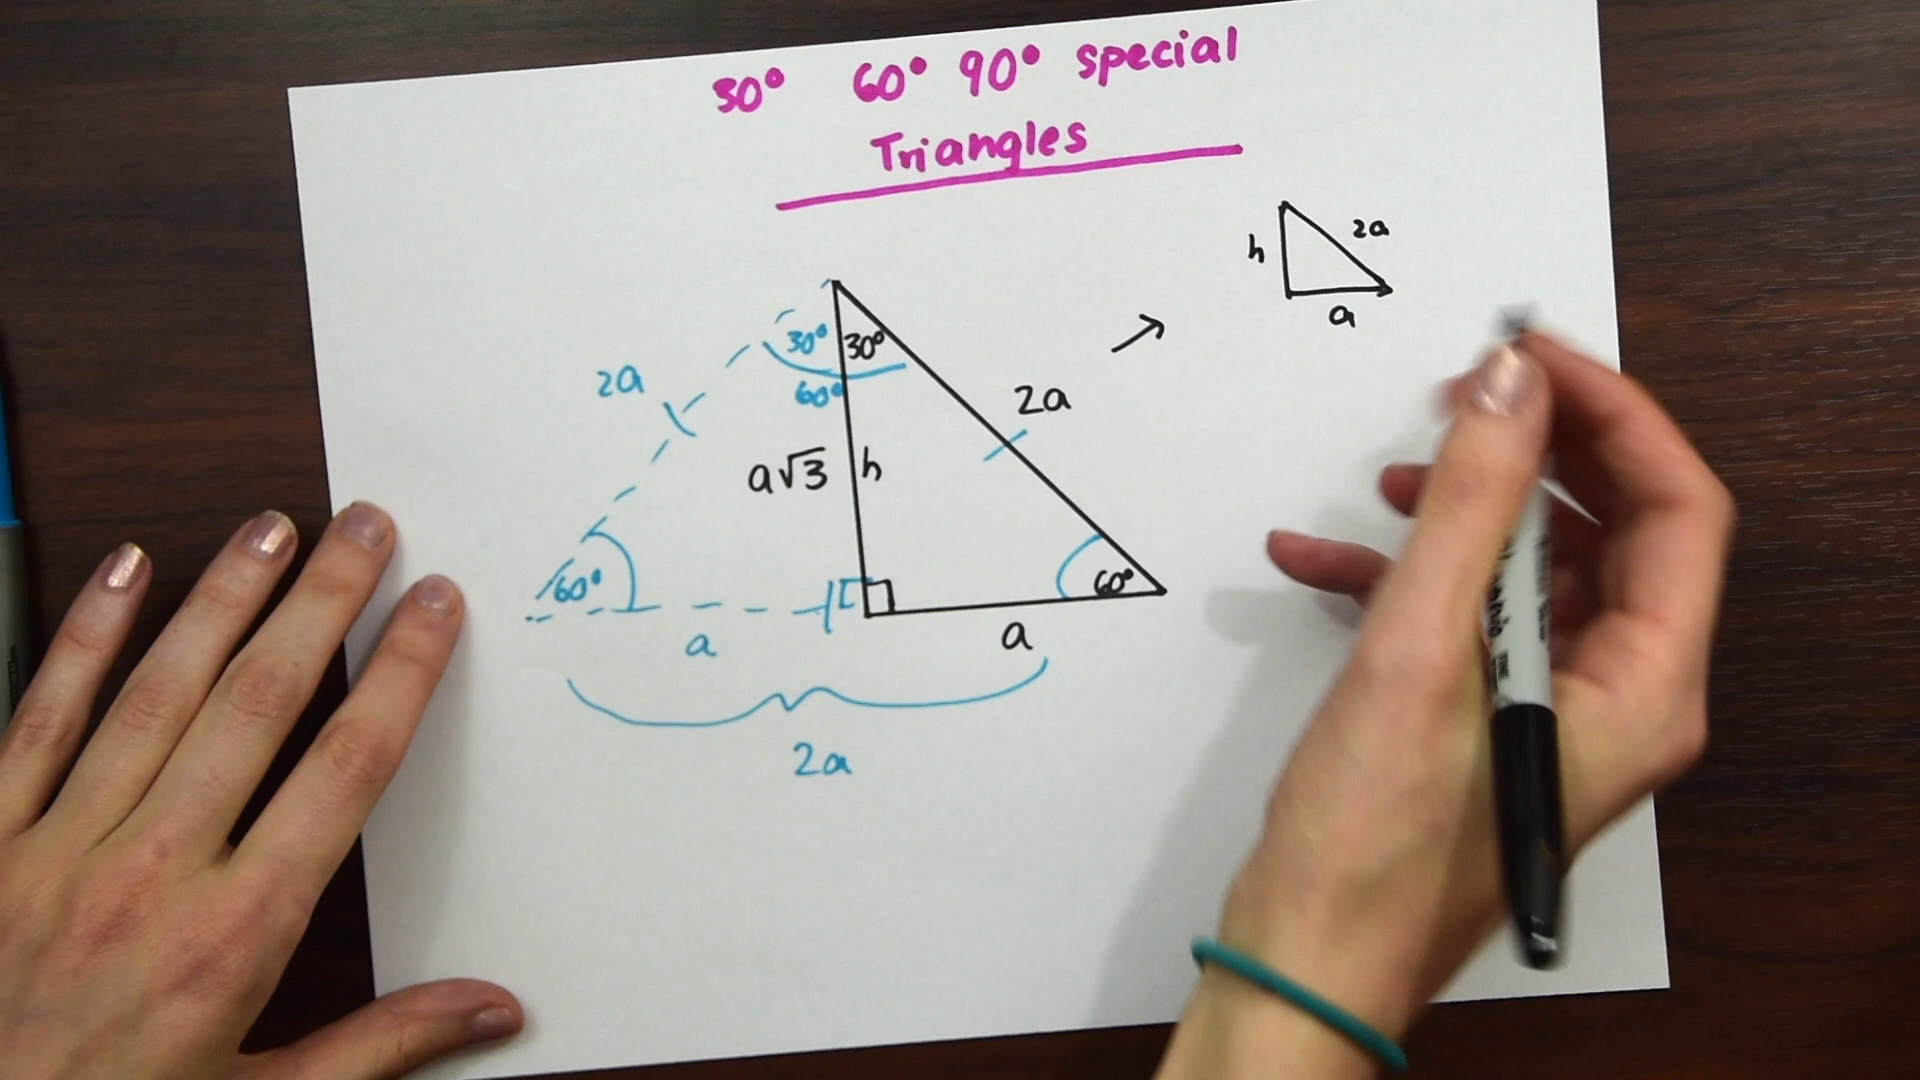 30° 60° 90° special
Triangles
h 2a
a
30° 30°
60°
2a
2a
a√3 h
60°
60°
a
a
2a